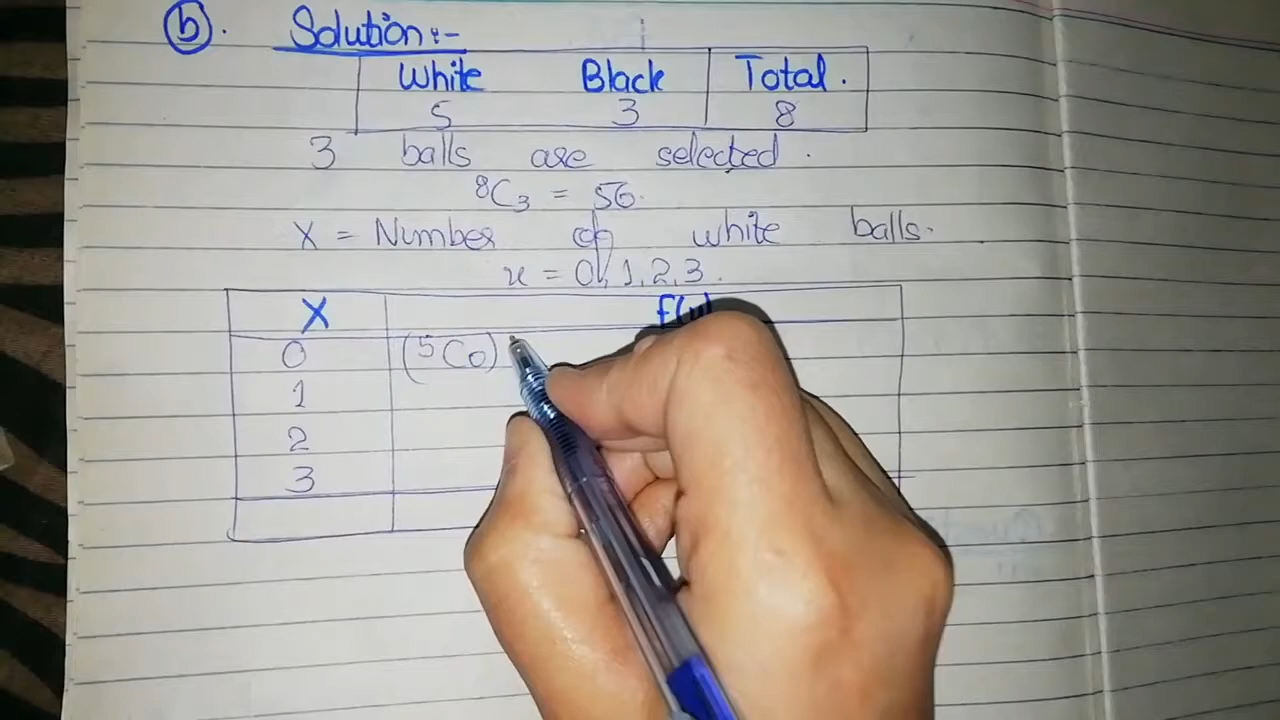 (b). Solution:-
White Black Total.
5 3 8
3 balls are selected.
⁸C₃ = 56.
X = Number of white balls.
x = 0, 1, 2, 3.
X f(x)
0 (⁵C₀)
1
2
3